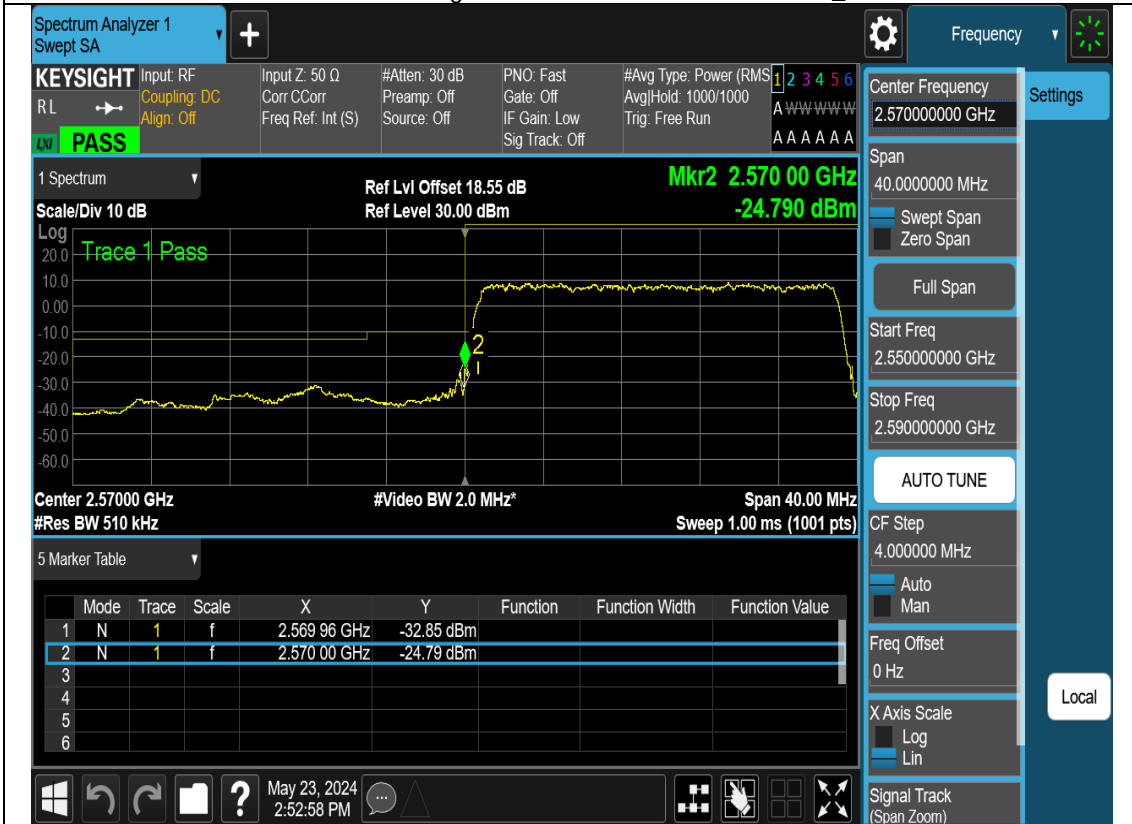 Spectrum Analyzer 1
Swept SA
+
Frequency
KEYSIGHT
RL
LXI PASS
Input: RF
Coupling: DC
Align: Off
Input Z: 50 Ω
Corr CCorr
Freq Ref: Int (S)
#Atten: 30 dB
Preamp: Off
Source: Off
PNO: Fast
Gate: Off
IF Gain: Low
Sig Track: Off
#Avg Type: Power (RMS
Avg|Hold: 1000/1000
Trig: Free Run
1 2 3 4 5 6
A W W W W W
A A A A A A
1 Spectrum
Scale/Div 10 dB
Ref Lvl Offset 18.55 dB
Ref Level 30.00 dBm
Mkr2 2.570 00 GHz
-24.790 dBm
Log
Trace 1 Pass
20.0
10.0
0.00
-10.0
-20.0
-30.0
-40.0
-50.0
-60.0
2
Center 2.57000 GHz
#Res BW 510 kHz
#Video BW 2.0 MHz*
Span 40.00 MHz
Sweep 1.00 ms (1001 pts)
5 Marker Table
Mode Trace Scale X Y Function Function Width Function Value
1 N 1 f 2.569 96 GHz -32.85 dBm
2 N 1 f 2.570 00 GHz -24.79 dBm
3
4
5
6
?
May 23, 2024
2:52:58 PM
Center Frequency
2.570000000 GHz
Span
40.0000000 MHz
Swept Span
Zero Span
Full Span
Start Freq
2.550000000 GHz
Stop Freq
2.590000000 GHz
AUTO TUNE
CF Step
4.000000 MHz
Auto
Man
Freq Offset
0 Hz
X Axis Scale
Log
Lin
Signal Track
(Span Zoom)
Settings
Local